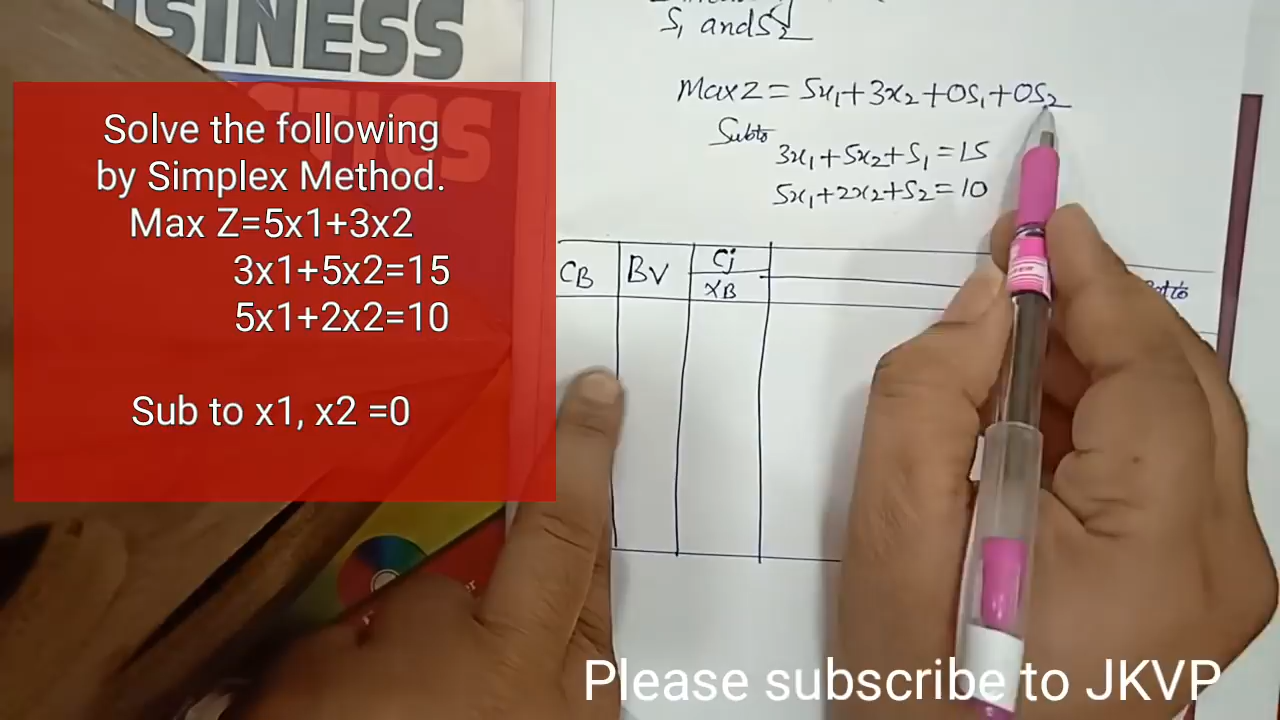 BUSINESS
S1 and S2
Max Z = 5x1 + 3x2 + 0S1 + 0S2
Sub to
3x1 + 5x2 + S1 = 15
5x1 + 2x2 + S2 = 10
CB BV Cj
XB
Solve the following
by Simplex Method.
Max Z=5x1+3x2
3x1+5x2=15
5x1+2x2=10
Sub to x1, x2 =0
Please subscribe to JKVP